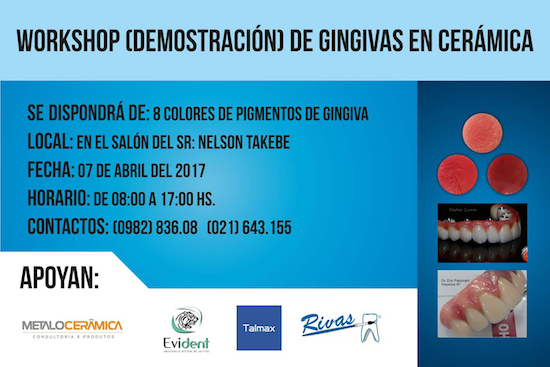 WORKSHOP (DEMOSTRACIÓN) DE GINGIVAS EN CERÁMICA
SE DISPONDRÁ DE: 8 COLORES DE PIGMENTOS DE GINGIVA
LOCAL: EN EL SALÓN DEL SR: NELSON TAKEBE
FECHA: 07 DE ABRIL DEL 2017
HORARIO: DE 08:00 A 17:00 HS.
CONTACTOS: (0982) 836.08 (021) 643.155
APOYAN:
METALOCERÂMICA
CONSULTORIA E PRODUTOS
Evident
Talmax
Rivas